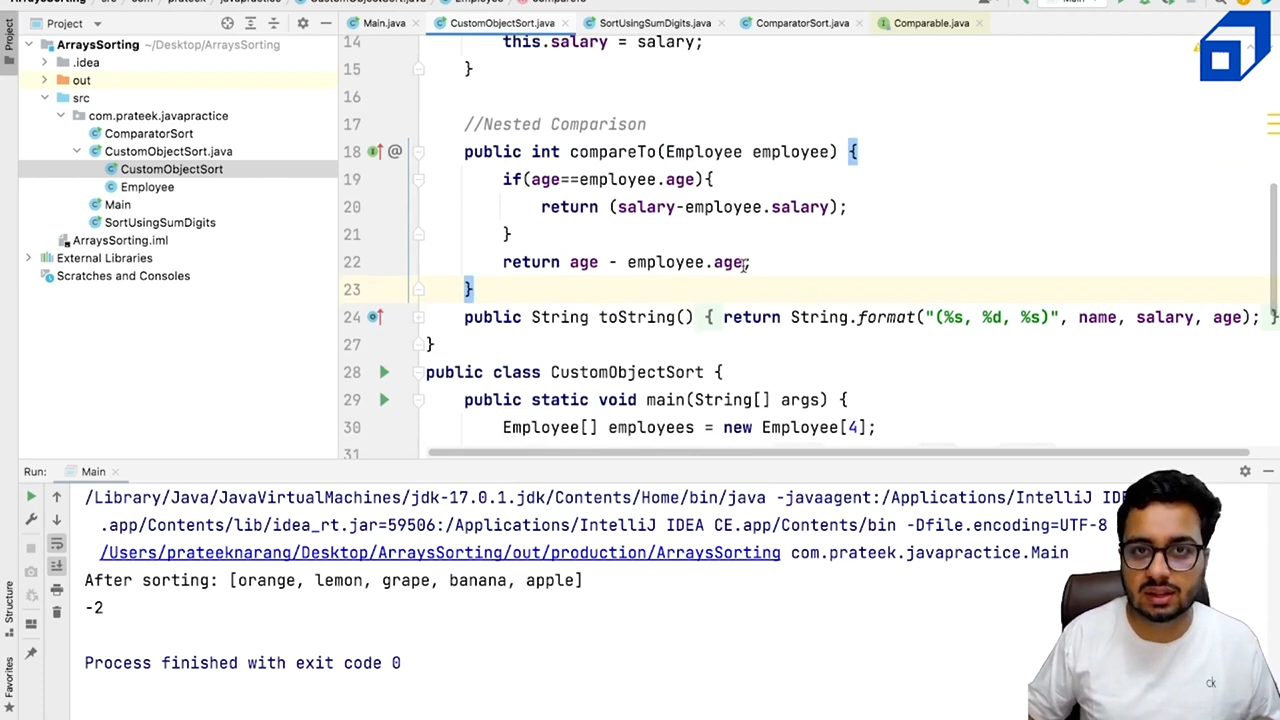 Project
Main.java
CustomObjectSort.java
SortUsingSumDigits.java
ComparatorSort.java
Comparable.java
Project
ArraysSorting ~/Desktop/ArraysSorting
.idea
out
src
com.prateek.javapractice
ComparatorSort
CustomObjectSort.java
CustomObjectSort
Employee
Main
SortUsingSumDigits
ArraysSorting.iml
External Libraries
Scratches and Consoles
14 this.salary = salary;
15 }
16
17 //Nested Comparison
18 @ public int compareTo(Employee employee) {
19 if(age==employee.age){
20 return (salary-employee.salary);
21 }
22 return age - employee.age;
23 }
24 public String toString() { return String.format("(%s, %d, %s)", name, salary, age); }
27 }
28 public class CustomObjectSort {
29 public static void main(String[] args) {
30 Employee[] employees = new Employee[4];
31
Run: Main
/Library/Java/JavaVirtualMachines/jdk-17.0.1.jdk/Contents/Home/bin/java -javaagent:/Applications/IntelliJ IDE
.app/Contents/lib/idea_rt.jar=59506:/Applications/IntelliJ IDEA CE.app/Contents/bin -Dfile.encoding=UTF-8
/Users/prateeknarang/Desktop/ArraysSorting/out/production/ArraysSorting com.prateek.javapractice.Main
After sorting: [orange, lemon, grape, banana, apple]
-2
Process finished with exit code 0
Structure
Favorites
ck